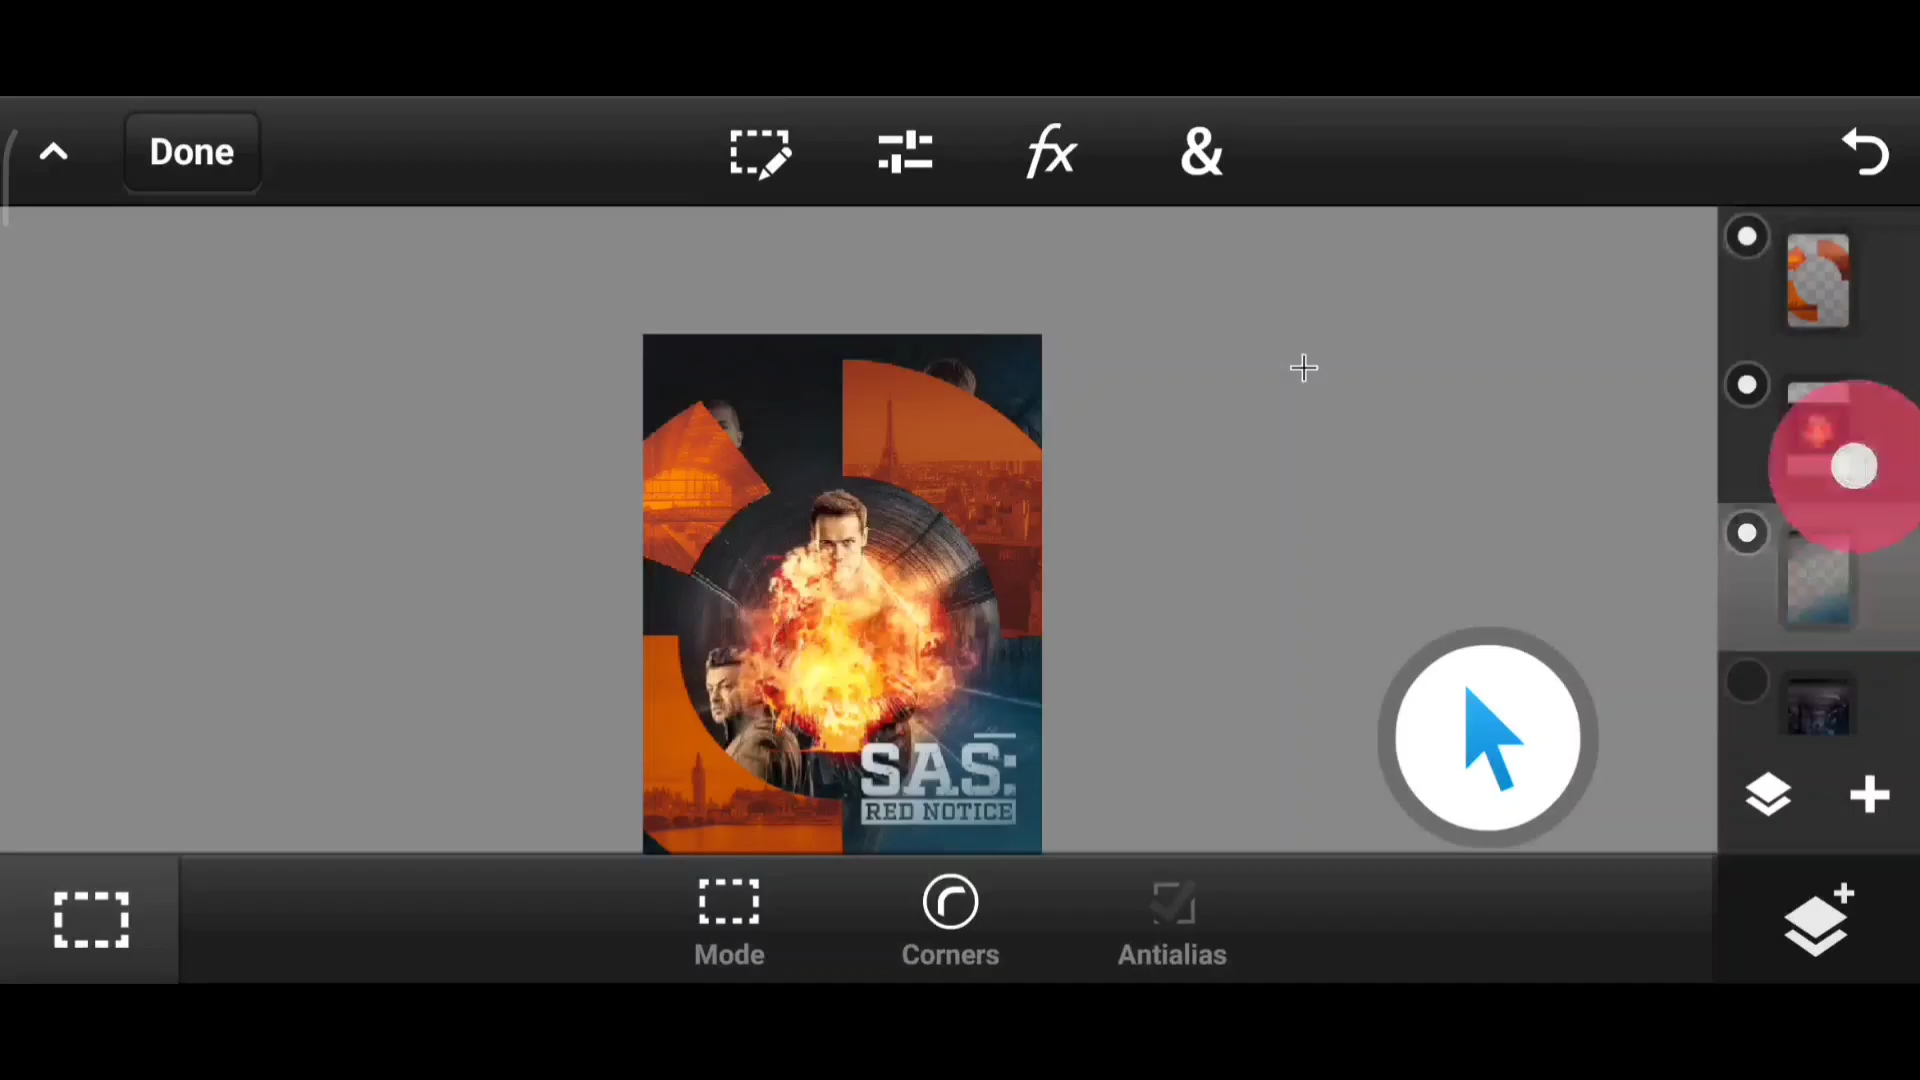 Done
fx
&
SAS:
RED NOTICE
Mode
Corners
Antialias